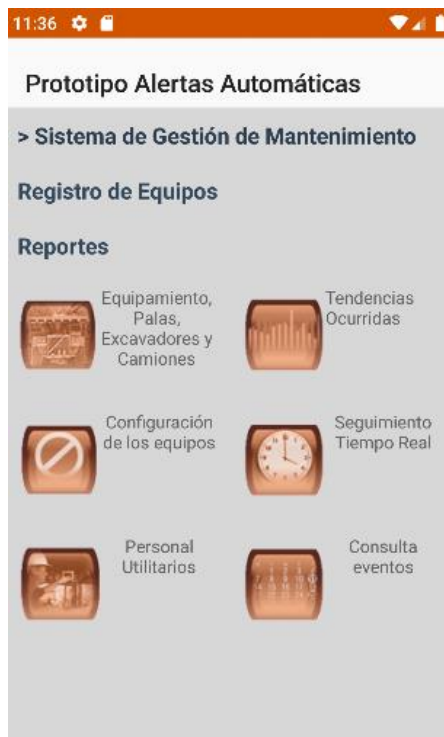 11:36
Prototipo Alertas Automáticas
> Sistema de Gestión de Mantenimiento
Registro de Equipos
Reportes
Equipamiento,
Palas,
Excavadores y
Camiones
Tendencias
Ocurridas
Configuración
de los equipos
Seguimiento
Tiempo Real
Personal
Utilitarios
Consulta
eventos